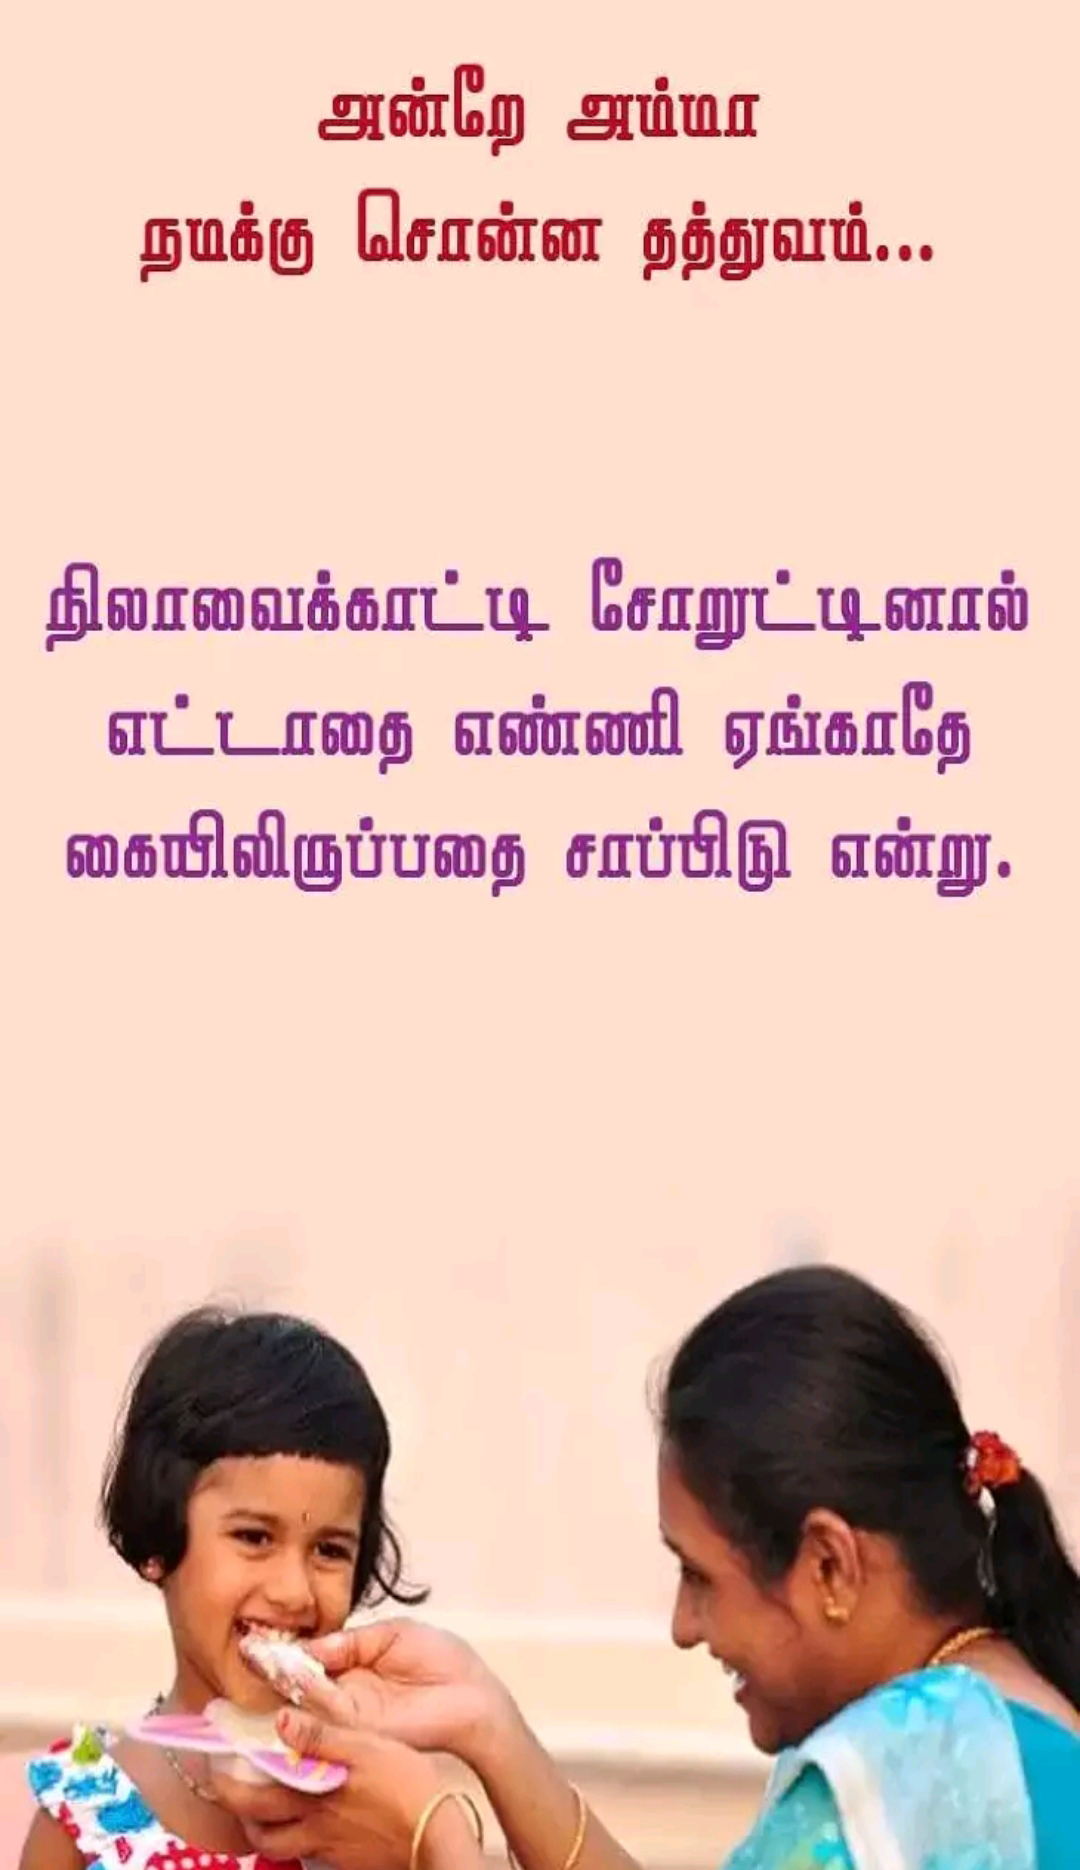 அன்றே அம்மா
நமக்கு சொன்ன தத்துவம்...
நிலாவைக்காட்டி சோறுட்டினால்
எட்டாதை எண்ணி ஏங்காதே
கையிலிருப்பதை சாப்பிடு என்று.